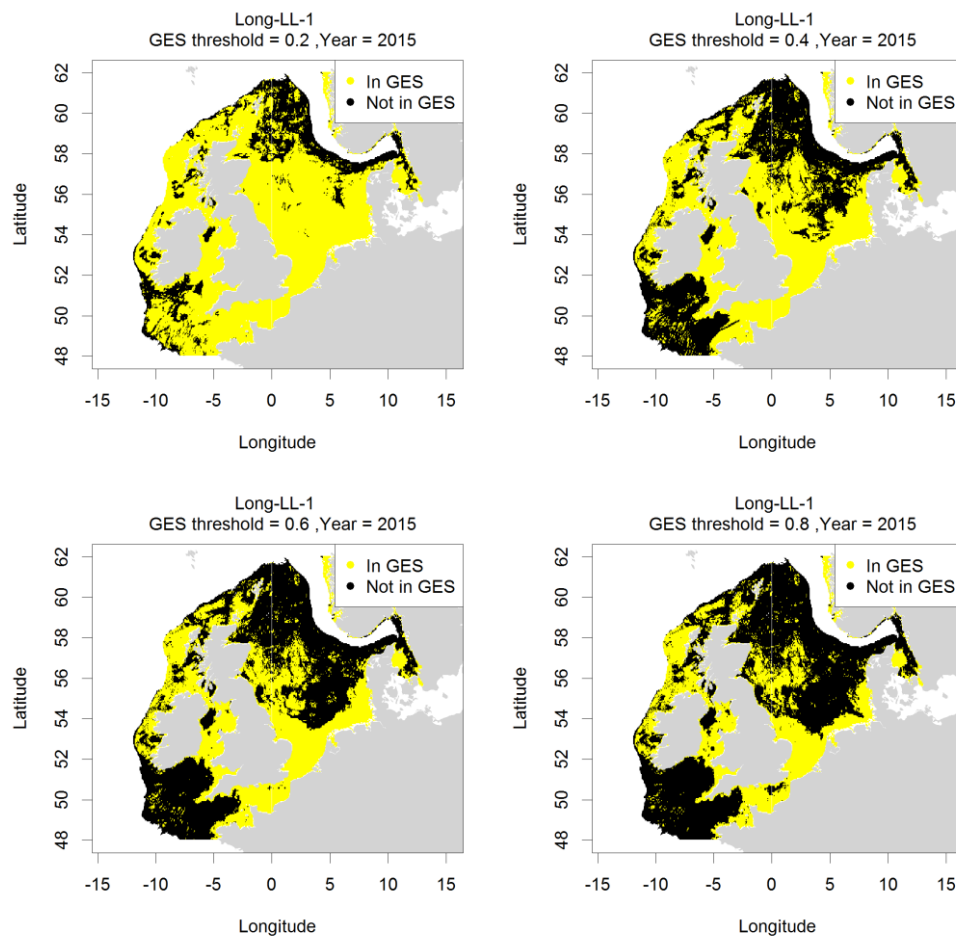 Long-LL-1
GES threshold = 0.2 ,Year = 2015
In GES
Not in GES
62
60
58
56
54
52
50
48
Latitude
-15 -10 -5 0 5 10 15
Longitude
Long-LL-1
GES threshold = 0.4 ,Year = 2015
In GES
Not in GES
62
60
58
56
54
52
50
48
Latitude
-15 -10 -5 0 5 10 15
Longitude
Long-LL-1
GES threshold = 0.6 ,Year = 2015
In GES
Not in GES
62
60
58
56
54
52
50
48
Latitude
-15 -10 -5 0 5 10 15
Longitude
Long-LL-1
GES threshold = 0.8 ,Year = 2015
In GES
Not in GES
62
60
58
56
54
52
50
48
Latitude
-15 -10 -5 0 5 10 15
Longitude